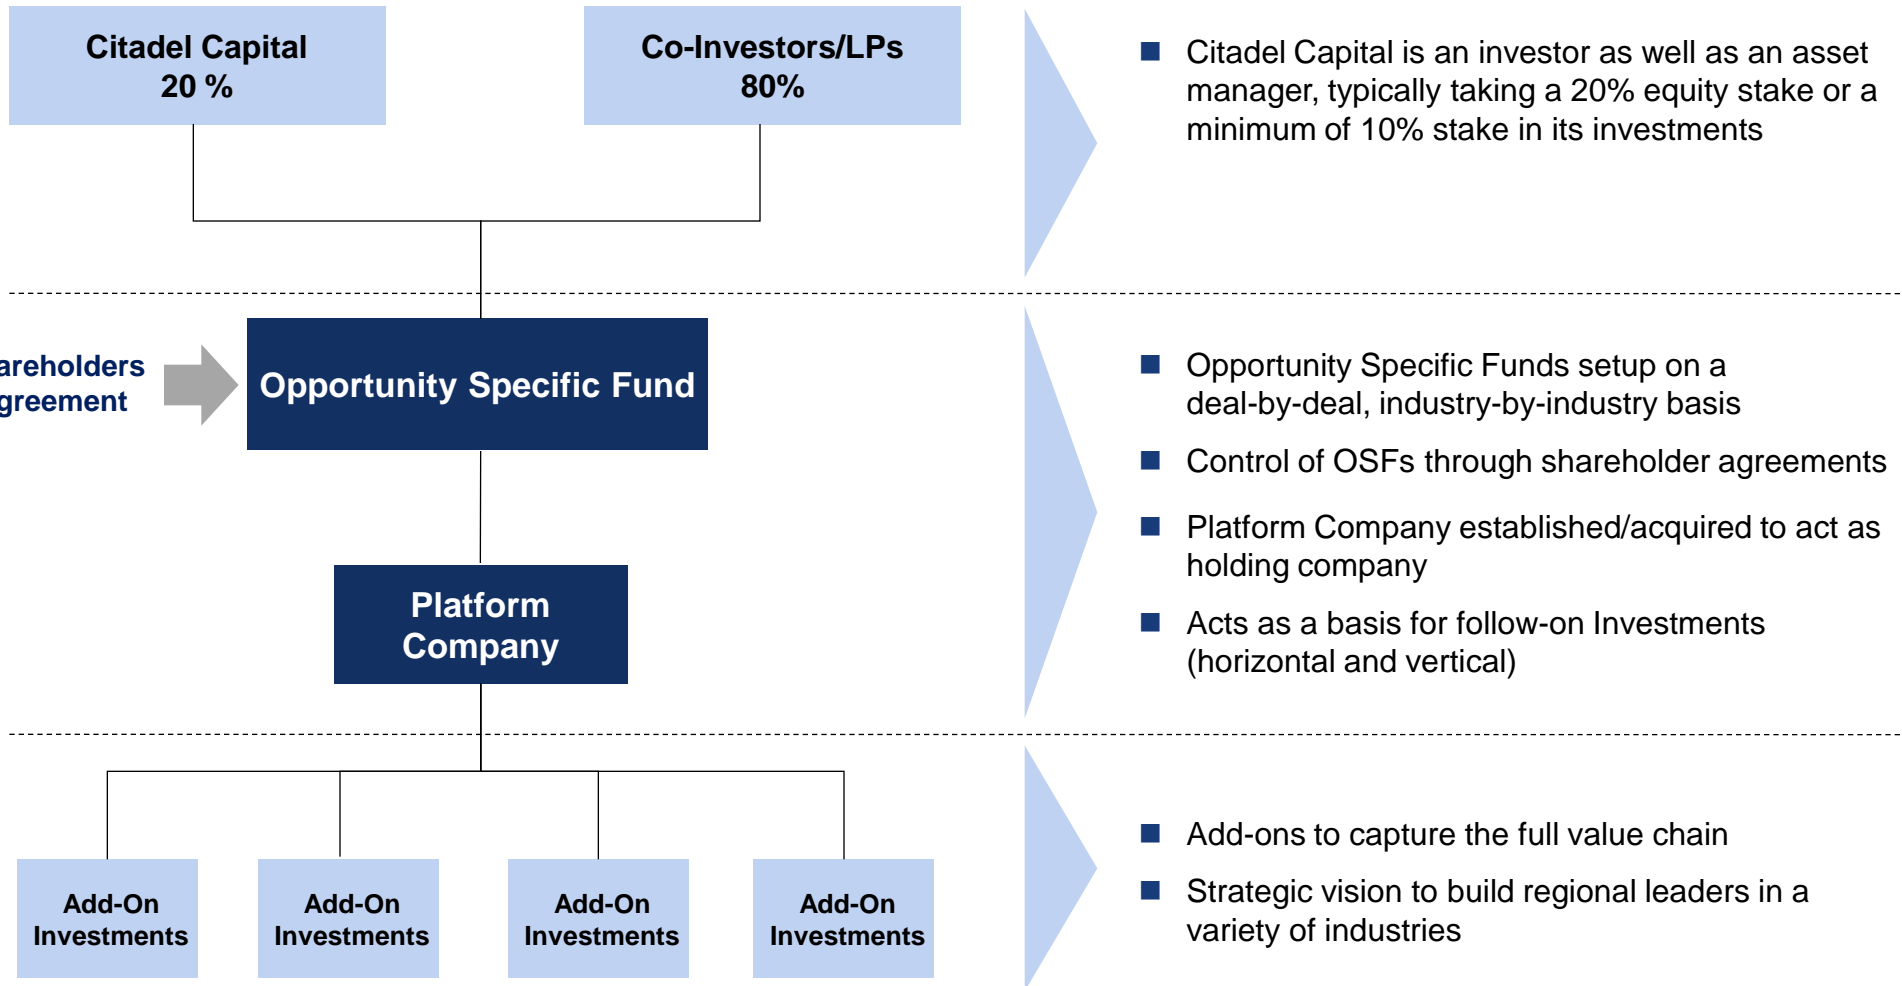 Citadel Capital
20 %
Co-Investors/LPs
80%
Citadel Capital is an investor as well as an asset
manager, typically taking a 20% equity stake or a
minimum of 10% stake in its investments
areholders
greement
Opportunity Specific Fund
Opportunity Specific Funds setup on a
deal-by-deal, industry-by-industry basis
Control of OSFs through shareholder agreements
Platform Company established/acquired to act as
holding company
Acts as a basis for follow-on Investments
(horizontal and vertical)
Platform
Company
Add-ons to capture the full value chain
Strategic vision to build regional leaders in a
variety of industries
Add-On
Investments
Add-On
Investments
Add-On
Investments
Add-On
Investments